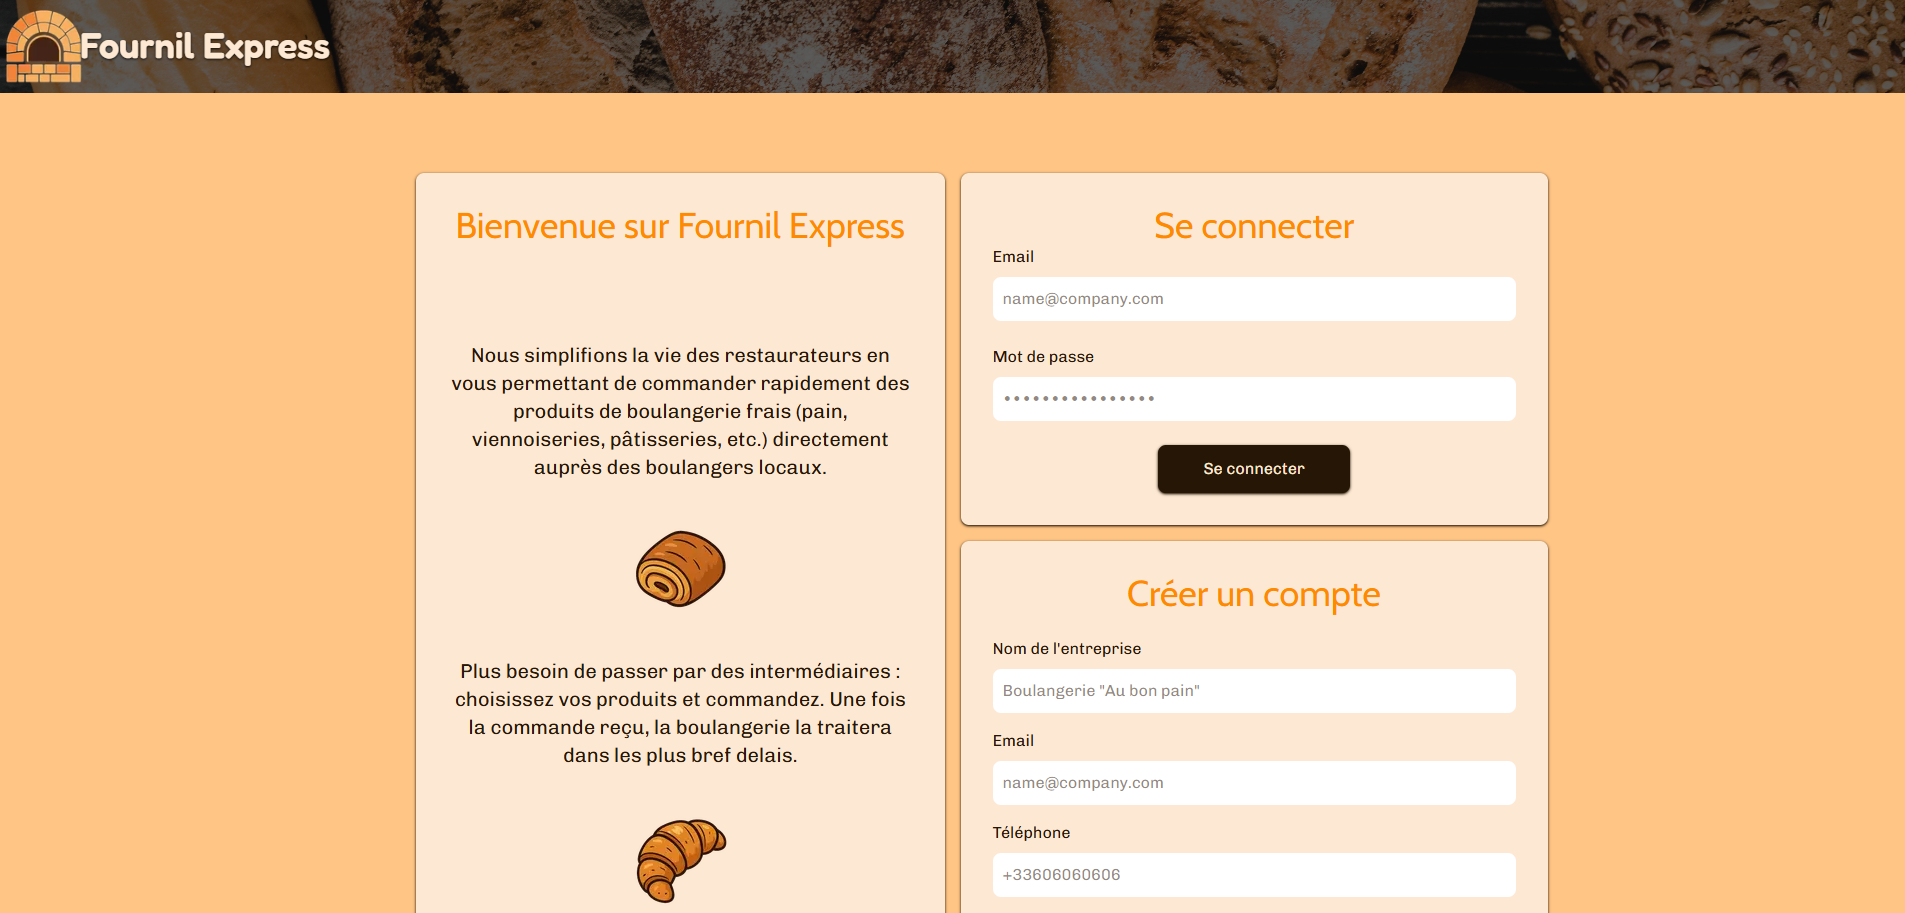 Fournil Express
Bienvenue sur Fournil Express
Nous simplifions la vie des restaurateurs en
vous permettant de commander rapidement des
produits de boulangerie frais (pain,
viennoiseries, pâtisseries, etc.) directement
auprès des boulangers locaux.
Plus besoin de passer par des intermédiaires :
choisissez vos produits et commandez. Une fois
la commande reçu, la boulangerie la traitera
dans les plus bref delais.
Se connecter
Email
name@company.com
Mot de passe
••••••••••••••••
Se connecter
Créer un compte
Nom de l'entreprise
Boulangerie "Au bon pain"
Email
name@company.com
Téléphone
+33606060606